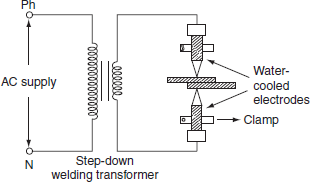 Ph
AC supply
N
Step-down
welding transformer
Water-
cooled
electrodes
Clamp